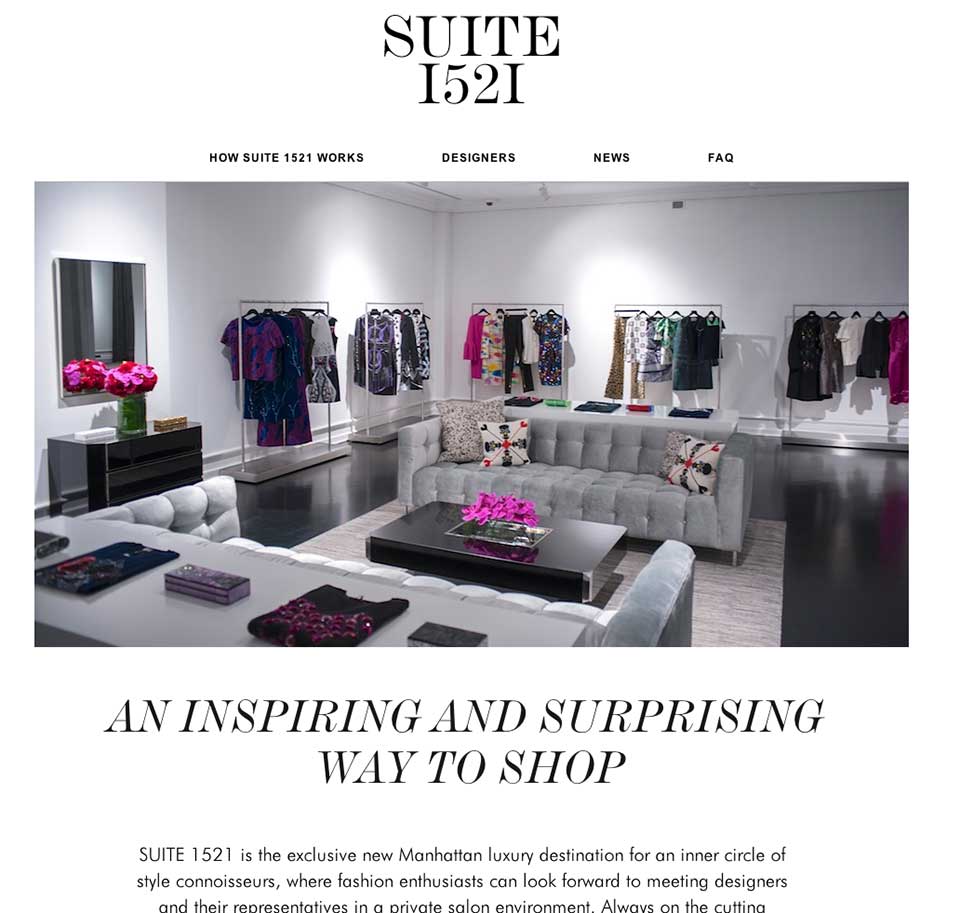 SUITE
1521
HOW SUITE 1521 WORKS DESIGNERS NEWS FAQ
AN INSPIRING AND SURPRISING
WAY TO SHOP
SUITE 1521 is the exclusive new Manhattan luxury destination for an inner circle of
style connoisseurs, where fashion enthusiasts can look forward to meeting designers
and their representatives in a private salon environment. Always on the cutting